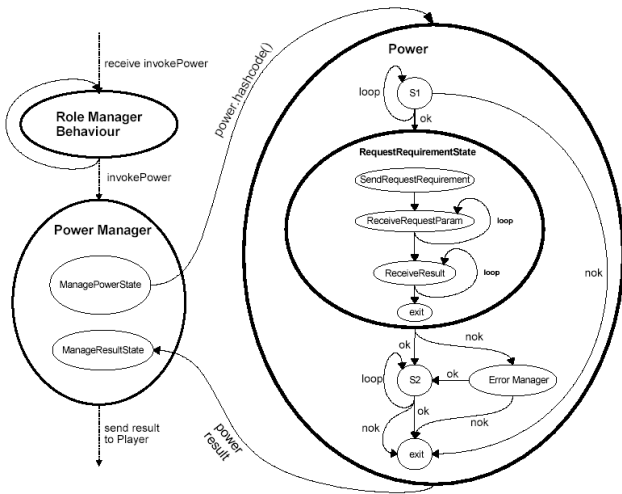 receive invokePower
Role Manager
Behaviour
invokePower
Power Manager
ManagePowerState
ManageResultState
send result
to Player
power.hashcode()
power
result
Power
loop
S1
ok
nok
RequestRequirementState
SendRequestRequirement
ReceiveRequestParam
loop
ReceiveResult
loop
exit
ok
nok
loop
S2
ok
Error Manager
nok
ok
nok
exit